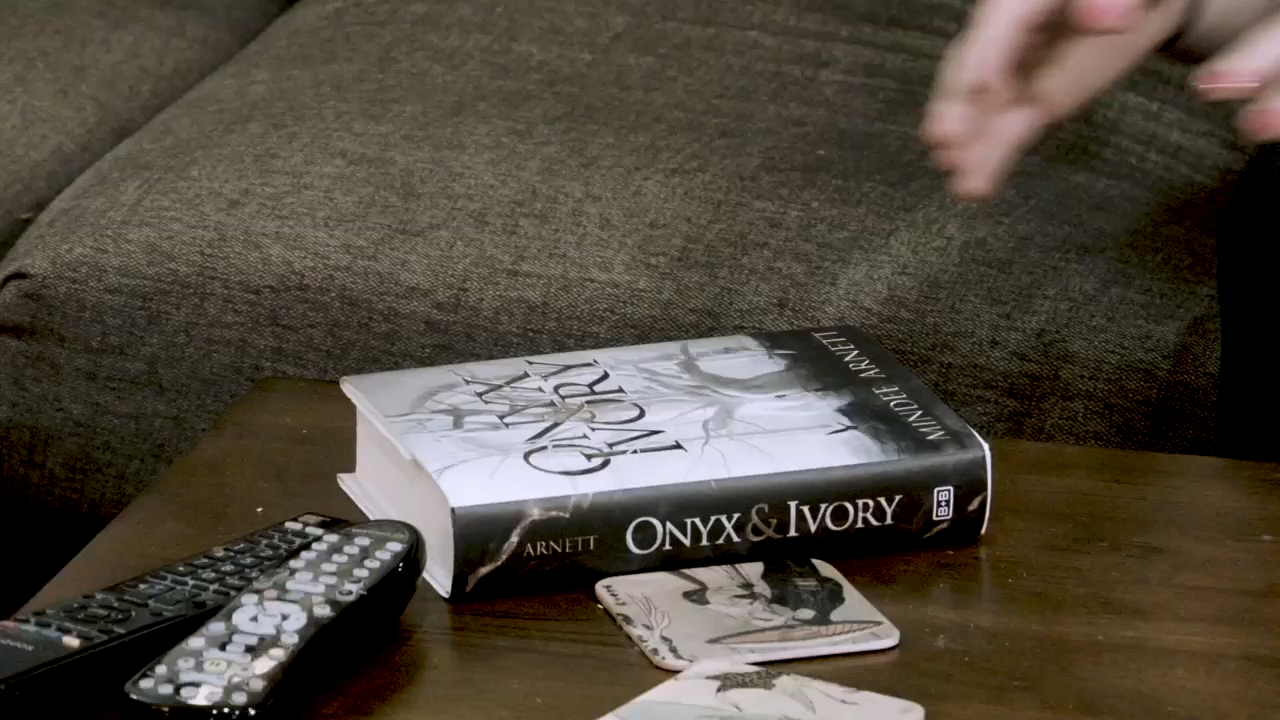 ONYX
IVORY
MINDEE ARNETT
ARNETT
ONYX & IVORY
B+B